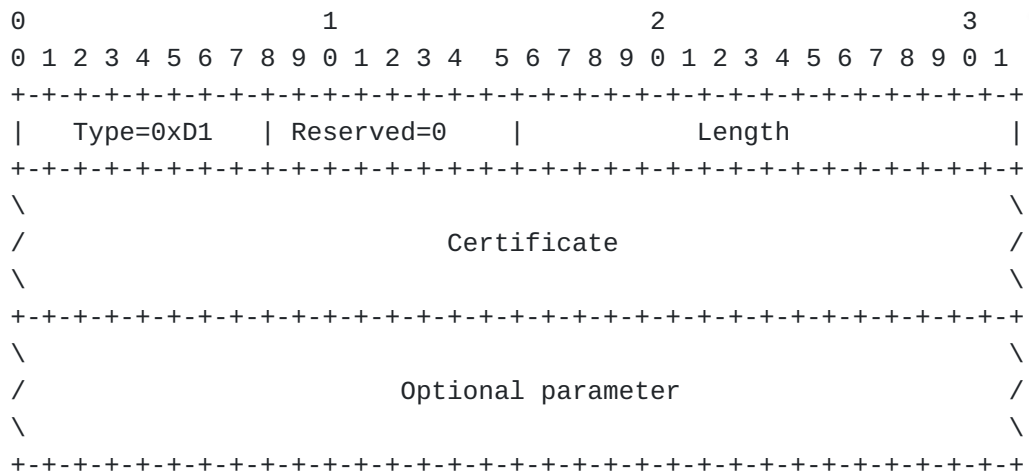 0                   1                   2                   3
0 1 2 3 4 5 6 7 8 9 0 1 2 3 4  5 6 7 8 9 0 1 2 3 4 5 6 7 8 9 0 1
+-+-+-+-+-+-+-+-+-+-+-+-+-+-+-+-+-+-+-+-+-+-+-+-+-+-+-+-+-+-+-+-+
|   Type=0xD1   | Reserved=0    |           Length              |
+-+-+-+-+-+-+-+-+-+-+-+-+-+-+-+-+-+-+-+-+-+-+-+-+-+-+-+-+-+-+-+-+
\                                                               \
/                           Certificate                         /
\                                                               \
+-+-+-+-+-+-+-+-+-+-+-+-+-+-+-+-+-+-+-+-+-+-+-+-+-+-+-+-+-+-+-+-+
\                                                               \
/                        Optional parameter                     /
\                                                               \
+-+-+-+-+-+-+-+-+-+-+-+-+-+-+-+-+-+-+-+-+-+-+-+-+-+-+-+-+-+-+-+-+